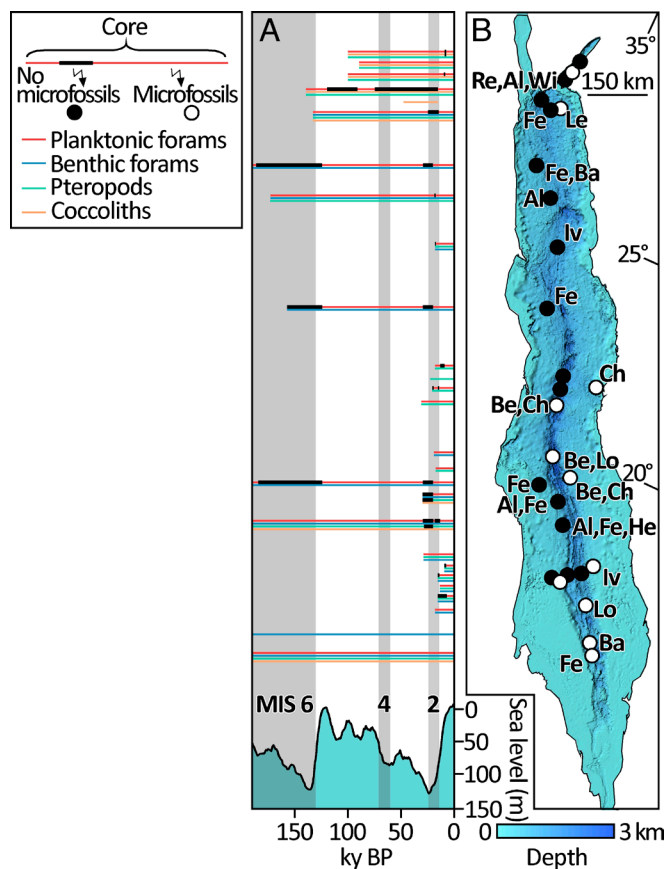 Core
No microfossils
Microfossils
Planktonic forams
Benthic forams
Pteropods
Coccoliths
A
MIS 6
4
2
0
-50
-100
-150
Sea level (m)
150
100
50
0
ky BP
B
35°
Re,Al,Wi
150 km
Fe
Le
Fe,Ba
Al
Iv
25°
Fe
Ch
Be,Ch
Be,Lo
20°
Fe
Be,Ch
Al,Fe
Al,Fe,He
Iv
Lo
Ba
Fe
0
3 km
Depth